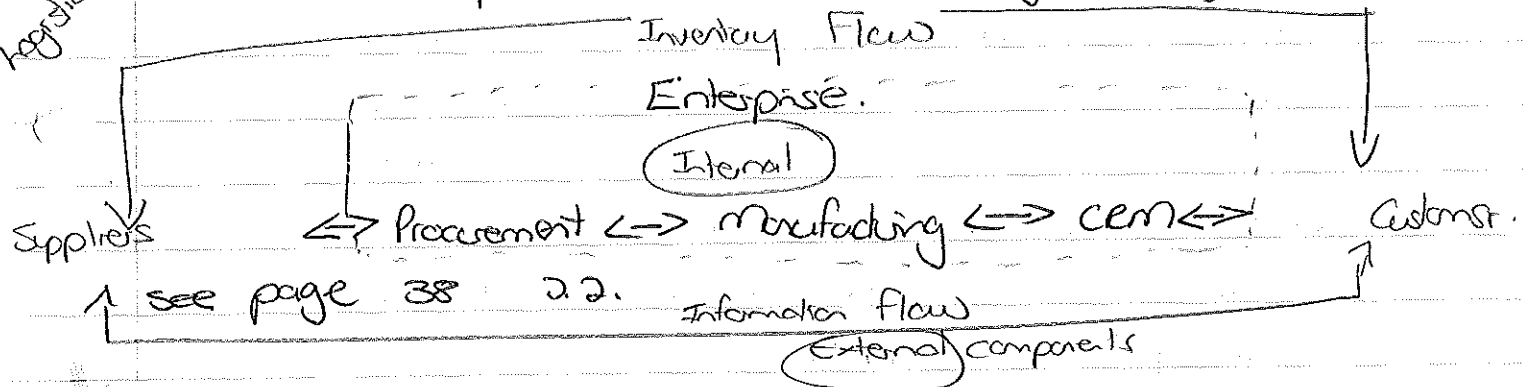 Inventory Flow
Enterprise.
Internal
Suppliers <-> Procurement <-> Manufacturing <-> CRM <-> Customer.
see page 38 2.2.
Information flow
External components